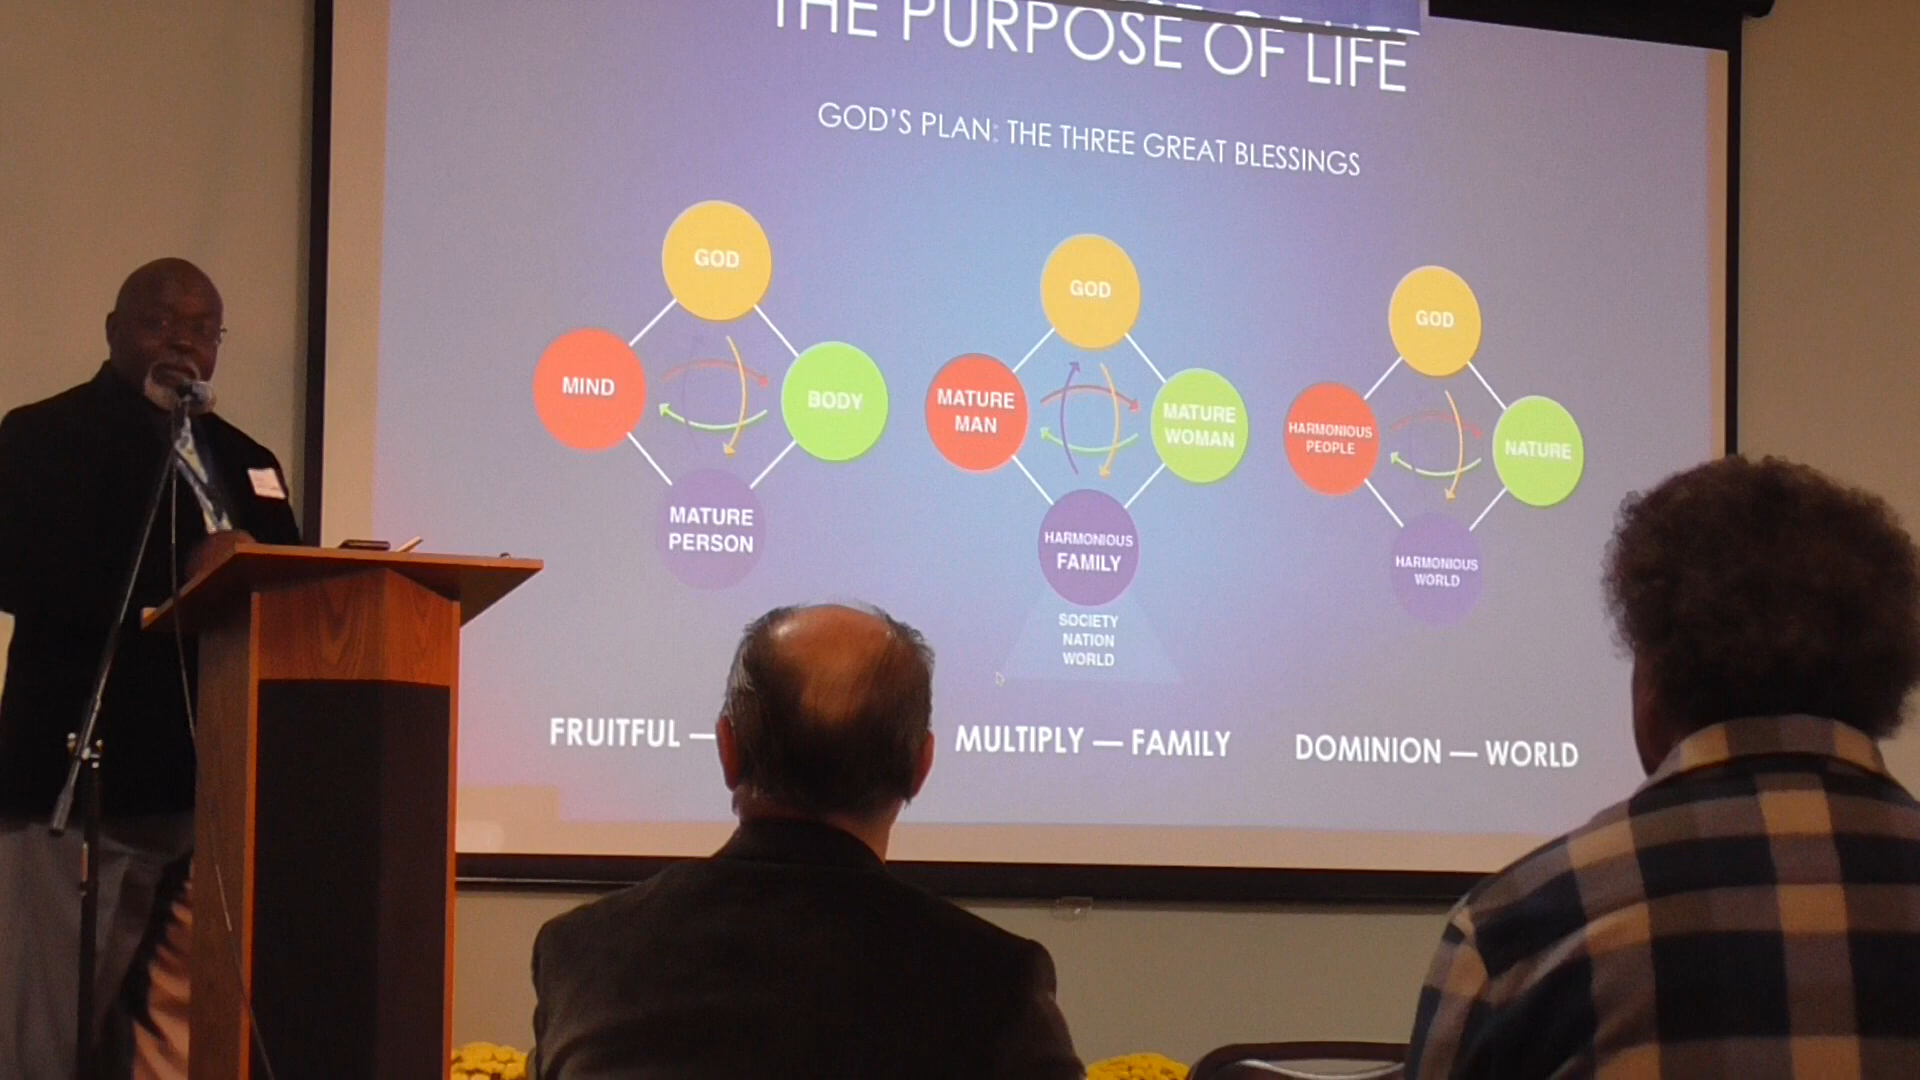 THE PURPOSE OF LIFE
GOD'S PLAN: THE THREE GREAT BLESSINGS
GOD
MIND
BODY
MATURE
PERSON
FRUITFUL —
GOD
MATURE
MAN
MATURE
WOMAN
HARMONIOUS
FAMILY
SOCIETY
NATION
WORLD
MULTIPLY — FAMILY
GOD
HARMONIOUS
PEOPLE
NATURE
HARMONIOUS
WORLD
DOMINION — WORLD